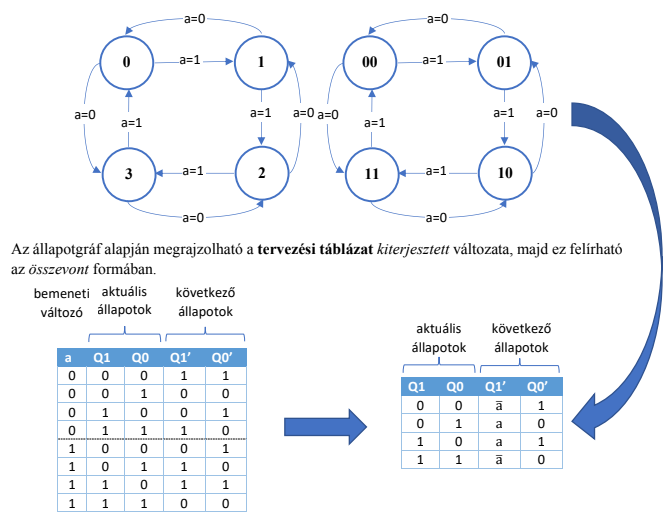 a=0
a=0
0
a=1
1
00
a=1
01
a=0
a=1
a=1
a=0
a=0
a=1
a=1
a=0
3
a=1
2
11
a=1
10
a=0
a=0
Az állapotgráf alapján megrajzolható a tervezési táblázat kiterjesztett változata, majd ez felírható
az összevont formában.
bemeneti változó
aktuális állapotok
következő állapotok
a Q1 Q0 Q1’ Q0’
0 0 0 1 1
0 0 1 0 0
0 1 0 0 1
0 1 1 1 0
1 0 0 0 1
1 0 1 1 0
1 1 0 1 1
1 1 1 0 0
aktuális állapotok
következő állapotok
Q1 Q0 Q1’ Q0’
0 0 a̅ 1
0 1 a 0
1 0 a 1
1 1 a̅ 0